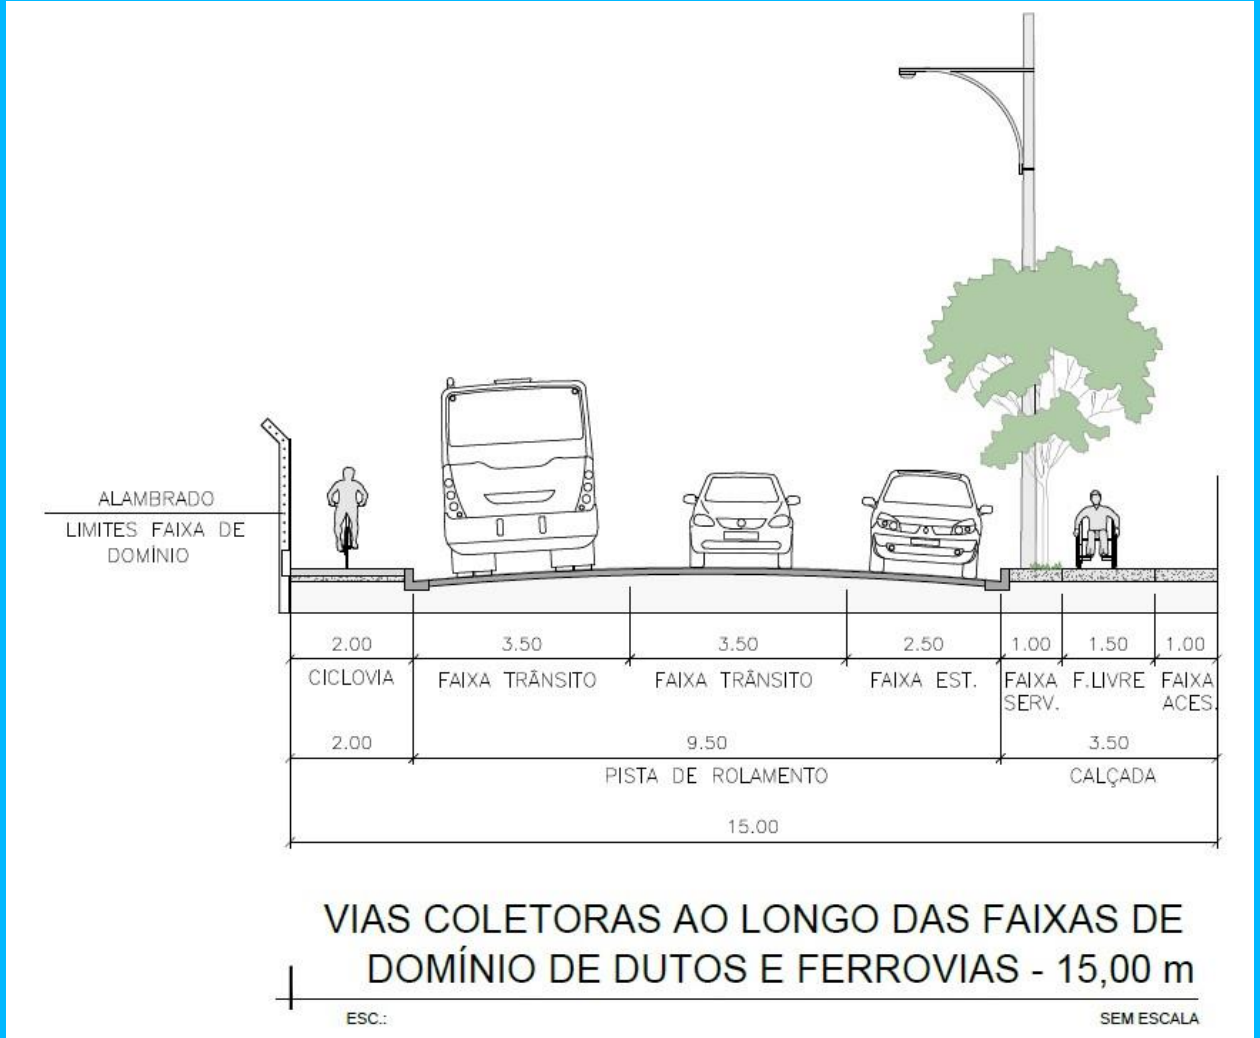 ALAMBRADO
LIMITES FAIXA DE
DOMÍNIO
2.00 3.50 3.50 2.50 1.00 1.50 1.00
CICLOVIA FAIXA TRÂNSITO FAIXA TRÂNSITO FAIXA EST. FAIXA F.LIVRE FAIXA
SERV. ACES.
2.00 9.50 3.50
PISTA DE ROLAMENTO CALÇADA
15.00
VIAS COLETORAS AO LONGO DAS FAIXAS DE
DOMÍNIO DE DUTOS E FERROVIAS - 15,00 m
ESC.: SEM ESCALA